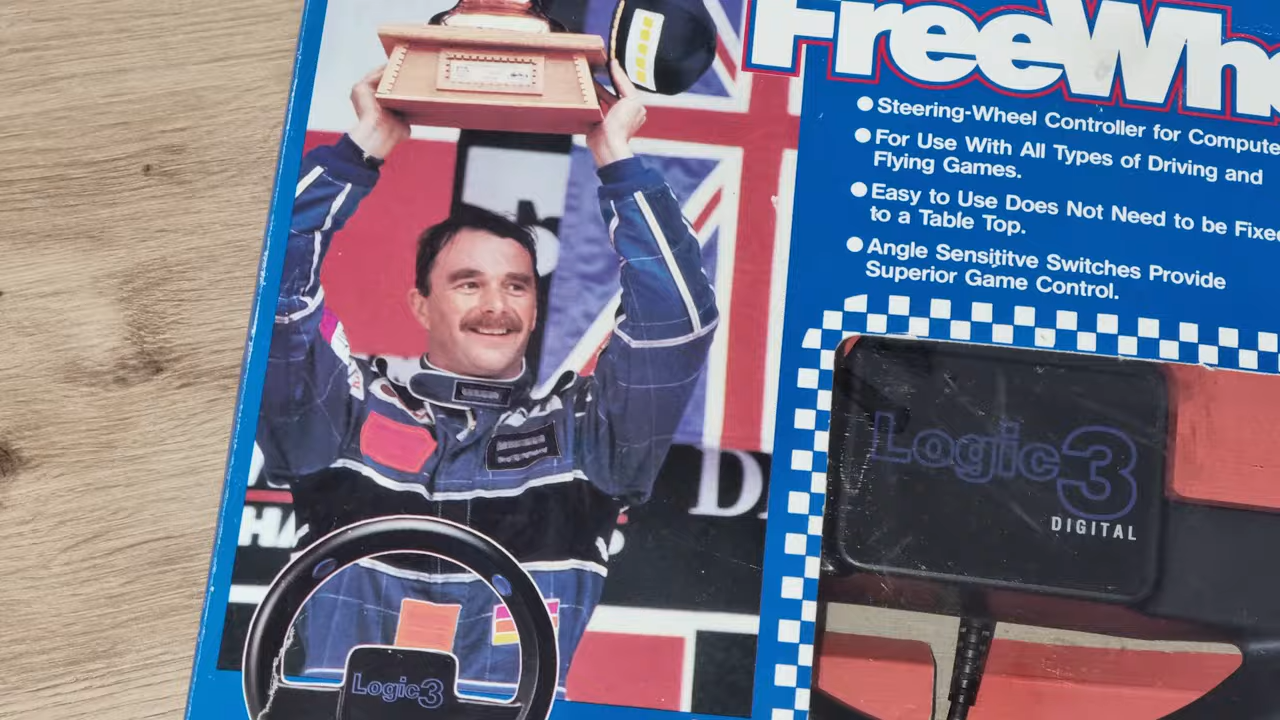 FreeWh
Steering-Wheel Controller for Compute
For Use With All Types of Driving and
Flying Games.
Easy to Use Does Not Need to be Fixe
to a Table Top.
Angle Sensititve Switches Provide
Superior Game Control.
Logic3
DIGITAL
Logic3